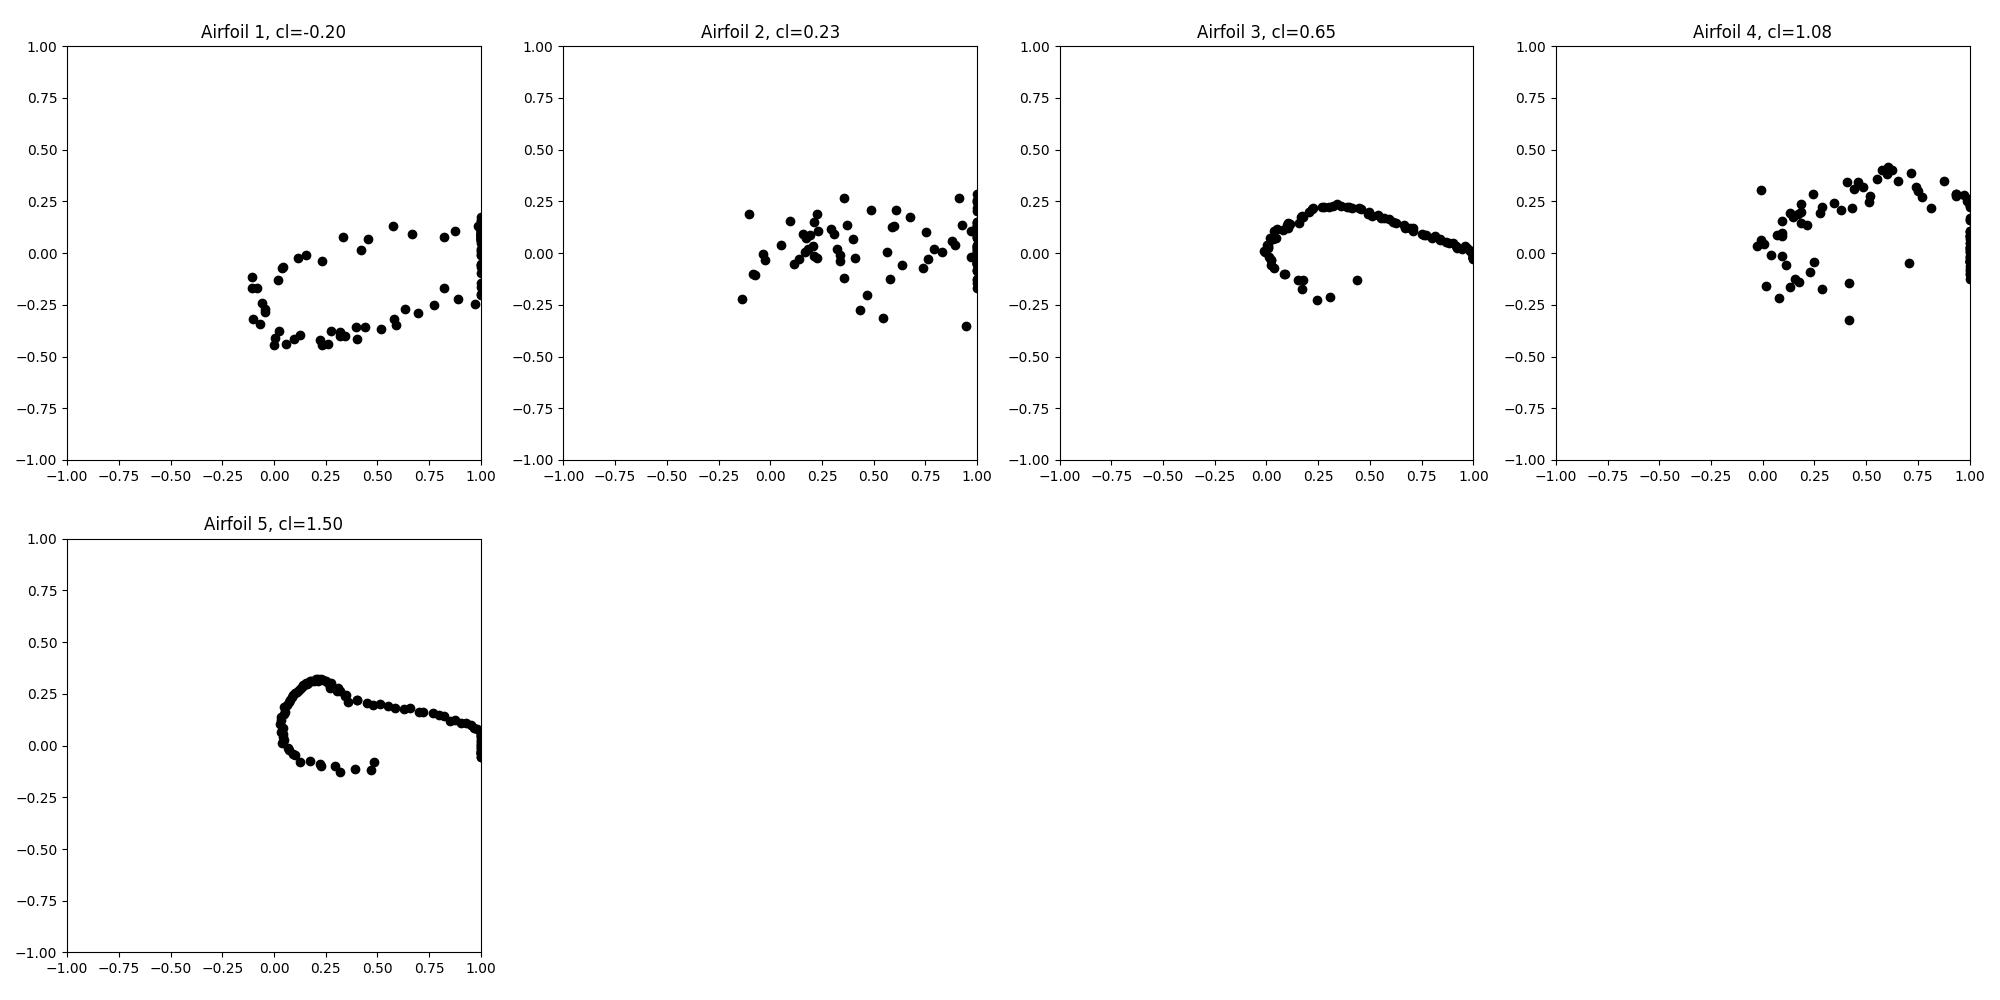 Airfoil 1, cl=-0.20
Airfoil 2, cl=0.23
Airfoil 3, cl=0.65
Airfoil 4, cl=1.08
1.00 1.00 1.00 1.00
0.75 0.75 0.75 0.75
0.50 0.50 0.50 0.50
0.25 0.25 0.25 0.25
0.00 0.00 0.00 0.00
−0.25 −0.25 −0.25 −0.25
−0.50 −0.50 −0.50 −0.50
−0.75 −0.75 −0.75 −0.75
−1.00 −1.00 −1.00 −1.00
−1.00 −0.75 −0.50 −0.25 0.00 0.25 0.50 0.75 1.00
−1.00 −0.75 −0.50 −0.25 0.00 0.25 0.50 0.75 1.00
−1.00 −0.75 −0.50 −0.25 0.00 0.25 0.50 0.75 1.00
−1.00 −0.75 −0.50 −0.25 0.00 0.25 0.50 0.75 1.00
Airfoil 5, cl=1.50
1.00
0.75
0.50
0.25
0.00
−0.25
−0.50
−0.75
−1.00
−1.00 −0.75 −0.50 −0.25 0.00 0.25 0.50 0.75 1.00